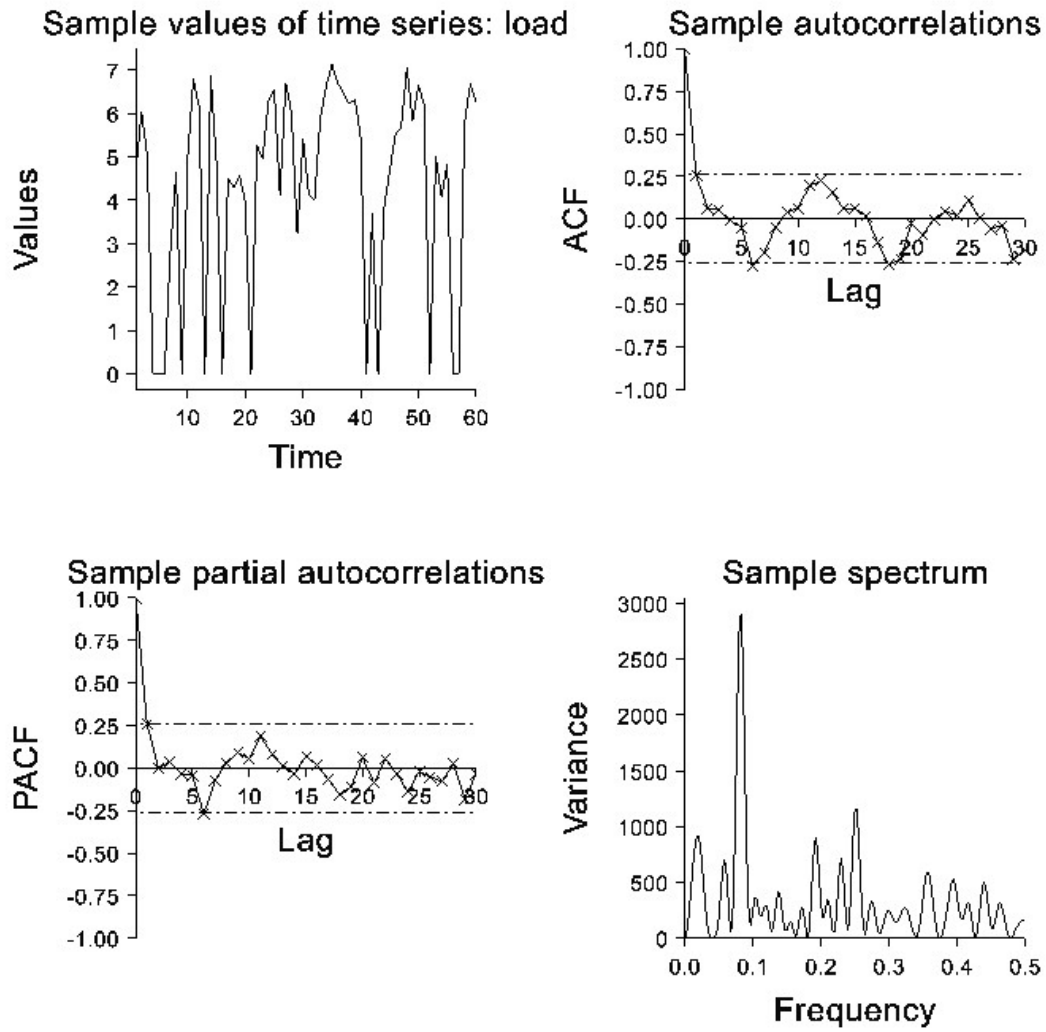 Sample values of time series: load
Values
7
6
5
4
3
2
1
0
10 20 30 40 50 60
Time
Sample autocorrelations
ACF
1.00
0.75
0.50
0.25
0.00
-0.25
-0.50
-0.75
-1.00
0 5 10 15 20 25 30
Lag
Sample partial autocorrelations
PACF
1.00
0.75
0.50
0.25
0.00
-0.25
-0.50
-0.75
-1.00
0 5 10 15 20 25 30
Lag
Sample spectrum
Variance
3000
2500
2000
1500
1000
500
0
0.0 0.1 0.2 0.3 0.4 0.5
Frequency